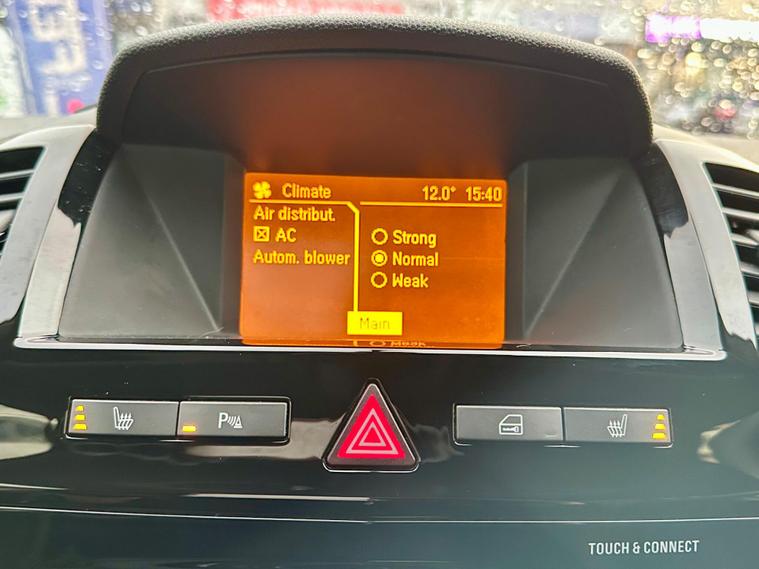 Climate 12.0° 15:40
Air distribut.
AC
Autom. blower
Strong
Normal
Weak
Main
P
TOUCH & CONNECT